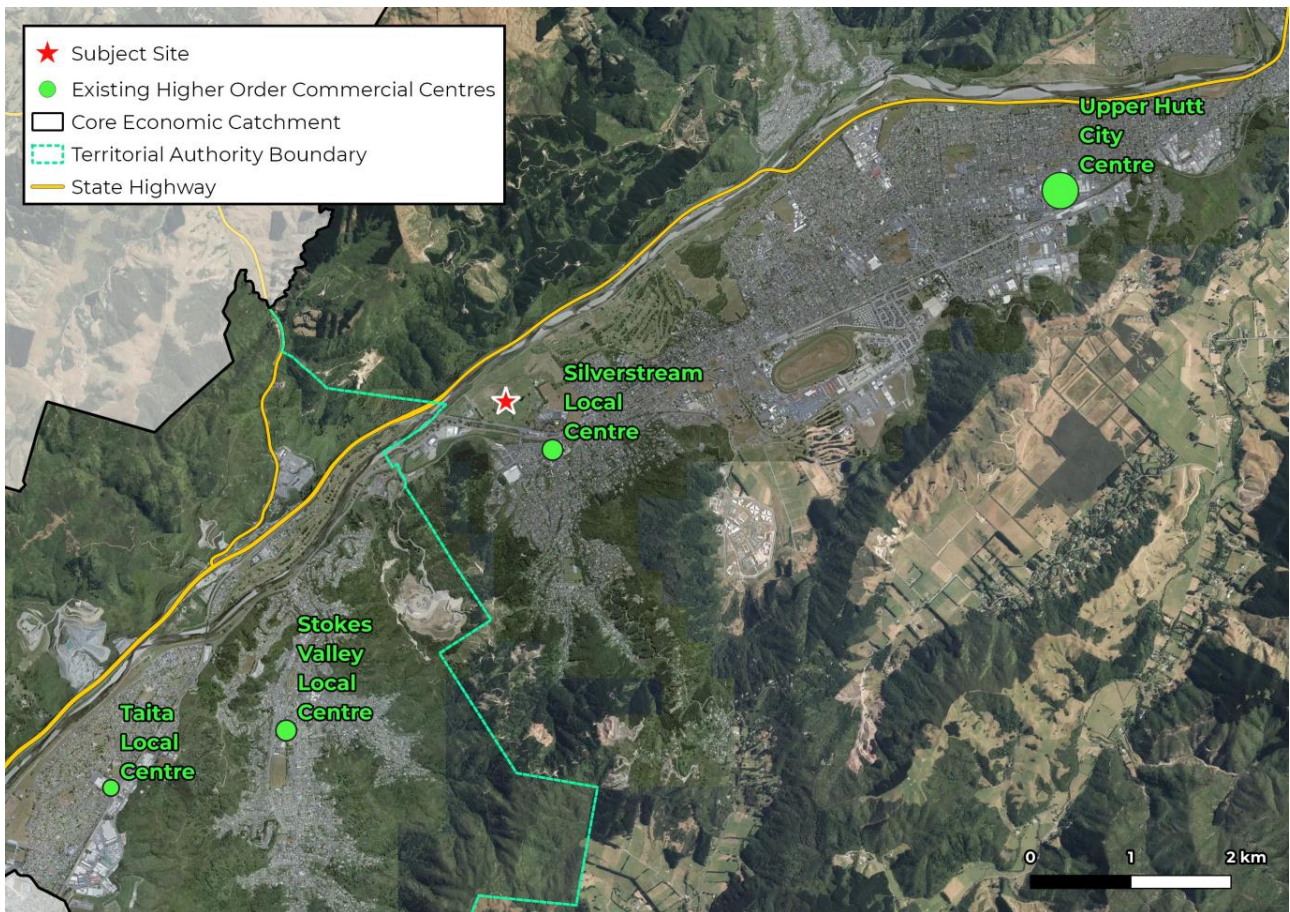 Subject Site
Existing Higher Order Commercial Centres
Core Economic Catchment
Territorial Authority Boundary
State Highway
Upper Hutt
City
Centre
Silverstream
Local
Centre
Stokes
Valley
Local
Centre
Taita
Local
Centre
0 1 2 km